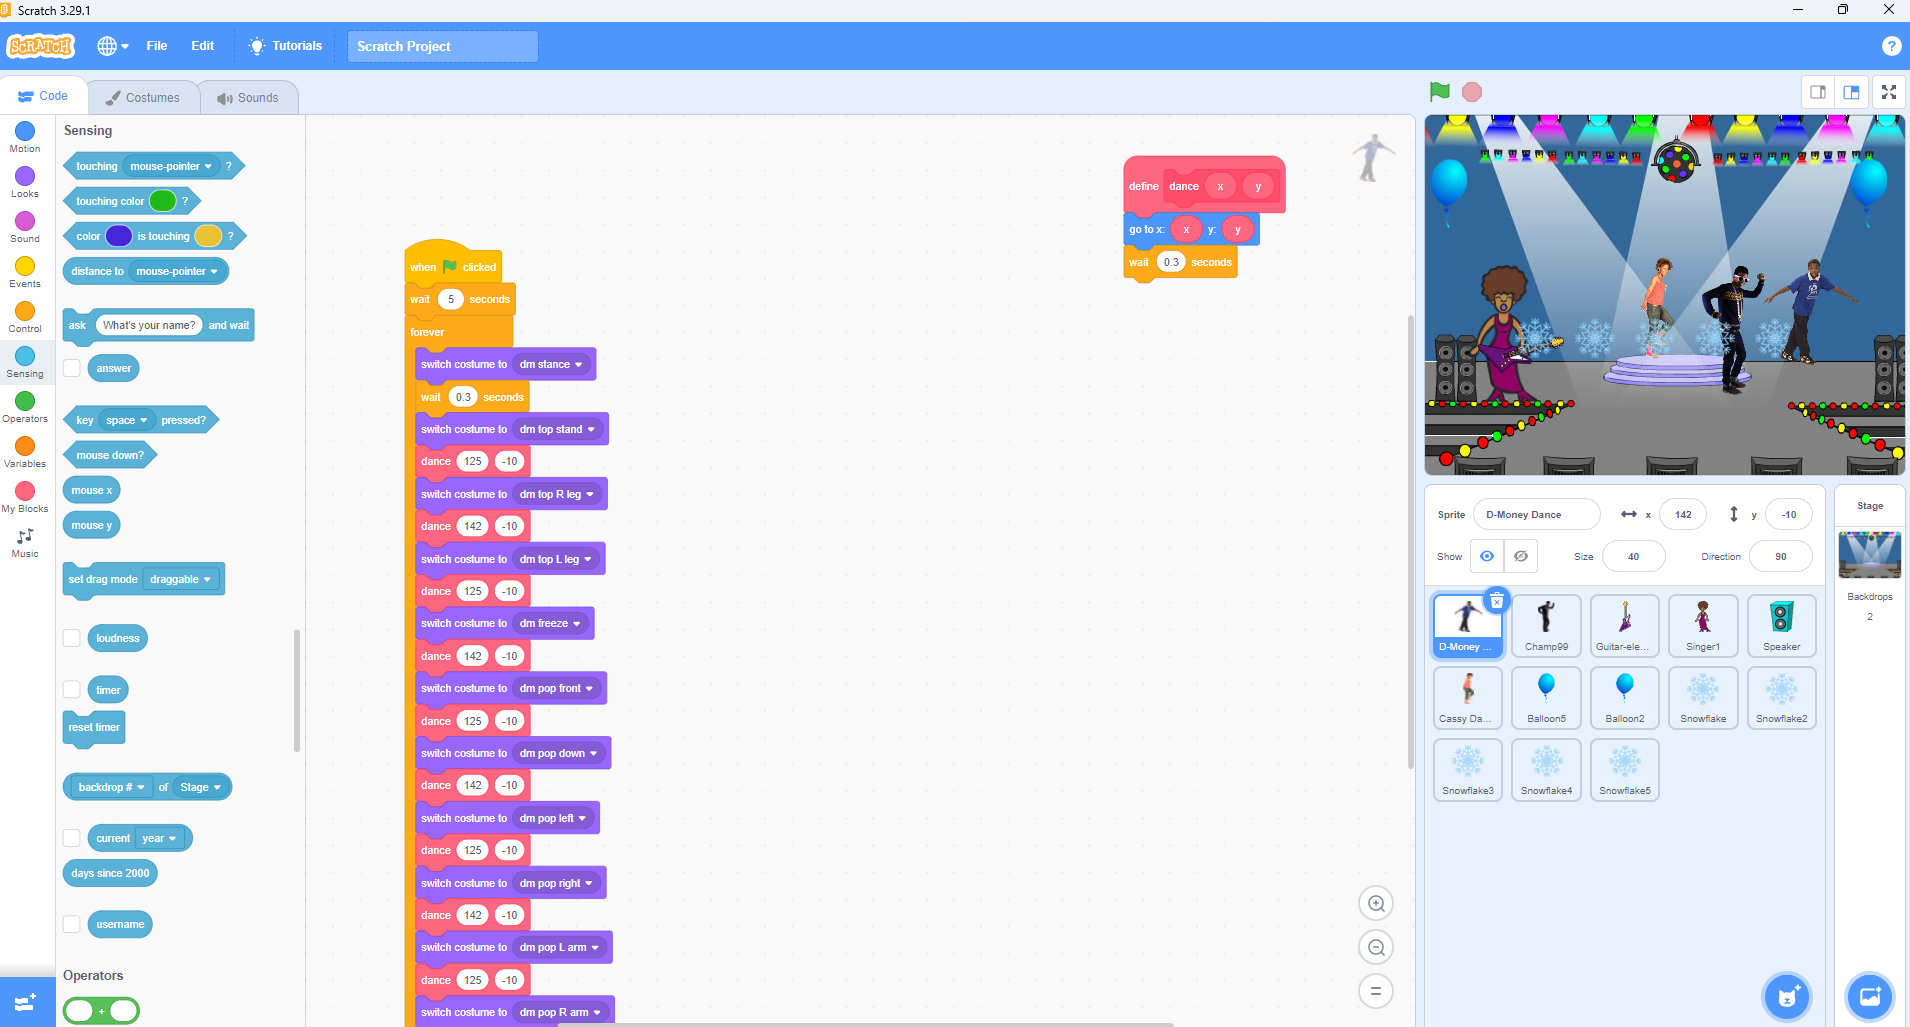 Scratch 3.29.1
SCRATCH
File
Edit
Tutorials
Scratch Project
?
Code
Costumes
Sounds
Motion
Looks
Sound
Events
Control
Sensing
Operators
Variables
My Blocks
Music
Sensing
touching mouse-pointer ?
touching color ?
color is touching ?
distance to mouse-pointer
ask What's your name? and wait
answer
key space pressed?
mouse down?
mouse x
mouse y
set drag mode draggable
loudness
timer
reset timer
backdrop # of Stage
current year
days since 2000
username
Operators
+
when clicked
wait 5 seconds
forever
switch costume to dm stance
wait 0.3 seconds
switch costume to dm top stand
dance 125 -10
switch costume to dm top R leg
dance 142 -10
switch costume to dm top L leg
dance 125 -10
switch costume to dm freeze
dance 142 -10
switch costume to dm pop front
dance 125 -10
switch costume to dm pop down
dance 142 -10
switch costume to dm pop left
dance 125 -10
switch costume to dm pop right
dance 142 -10
switch costume to dm pop L arm
dance 125 -10
switch costume to dm pop R arm
define dance x y
go to x: x y: y
wait 0.3 seconds
Sprite D-Money Dance x 142 y -10
Show Size 40 Direction 90
D-Money ...
Champ99
Guitar-ele...
Singer1
Speaker
Cassy Da...
Balloon5
Balloon2
Snowflake
Snowflake2
Snowflake3
Snowflake4
Snowflake5
Stage
Backdrops
2